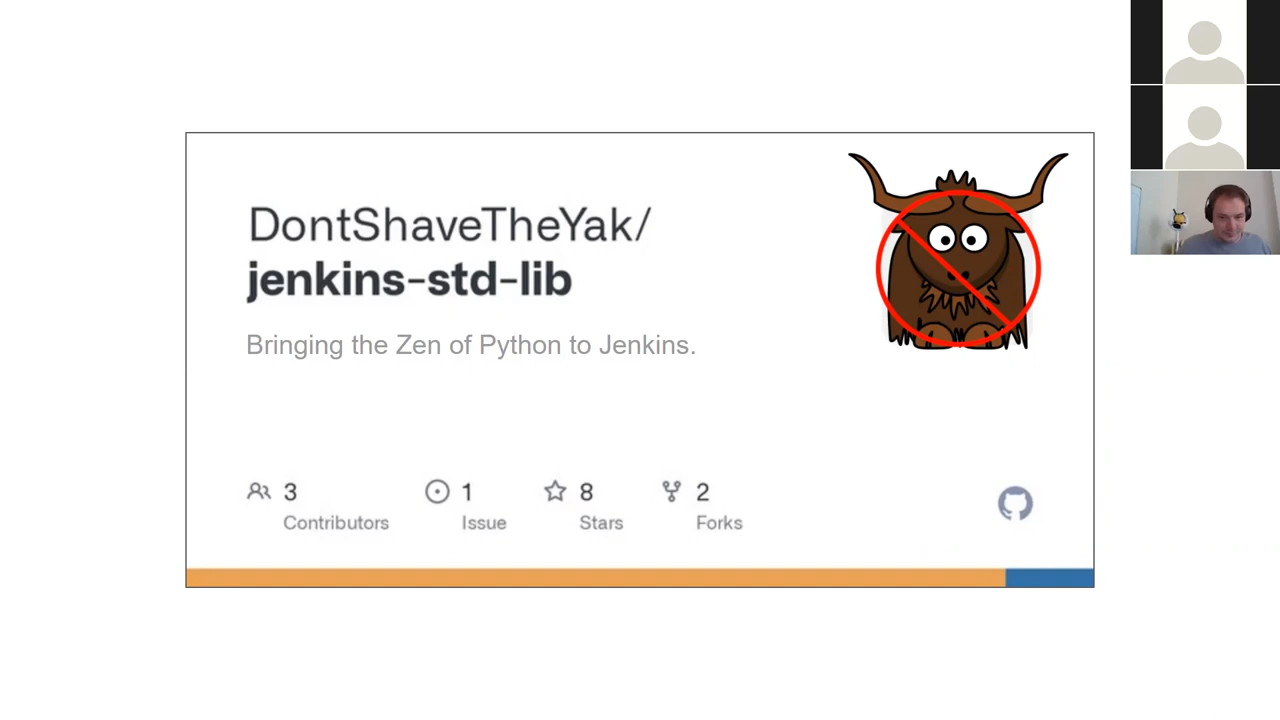 DontShaveTheYak/
jenkins-std-lib
Bringing the Zen of Python to Jenkins.
3 1 8 2
Contributors Issue Stars Forks